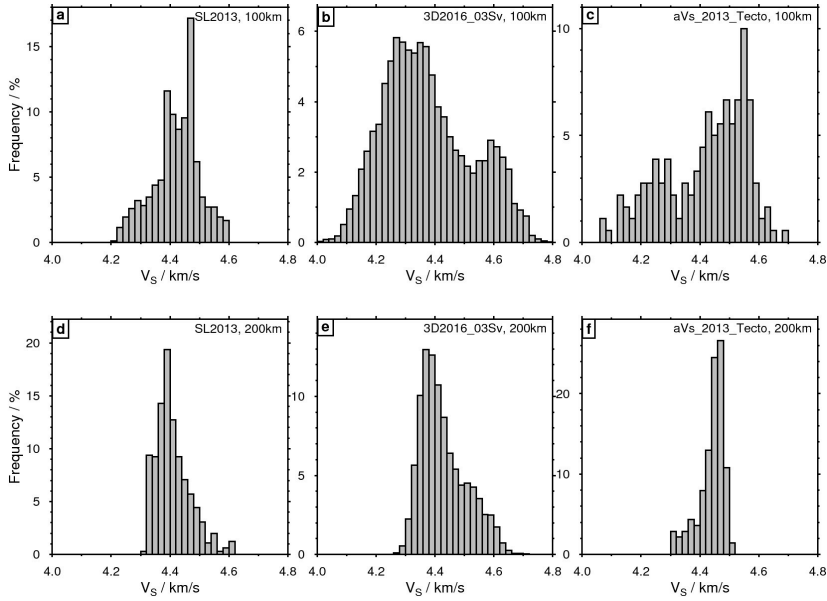 a
SL2013, 100km
b
3D2016_03Sv, 100km
c
aVs_2013_Tecto, 100km
Frequency / %
15
10
5
0
6
4
2
0
10
5
0
4.0 4.2 4.4 4.6 4.8
4.0 4.2 4.4 4.6 4.8
4.0 4.2 4.4 4.6 4.8
VS / km/s
VS / km/s
VS / km/s
d
SL2013, 200km
e
3D2016_03Sv, 200km
f
aVs_2013_Tecto, 200km
Frequency / %
20
15
10
5
0
10
5
0
20
10
0
4.0 4.2 4.4 4.6 4.8
4.0 4.2 4.4 4.6 4.8
4.0 4.2 4.4 4.6 4.8
VS / km/s
VS / km/s
VS / km/s